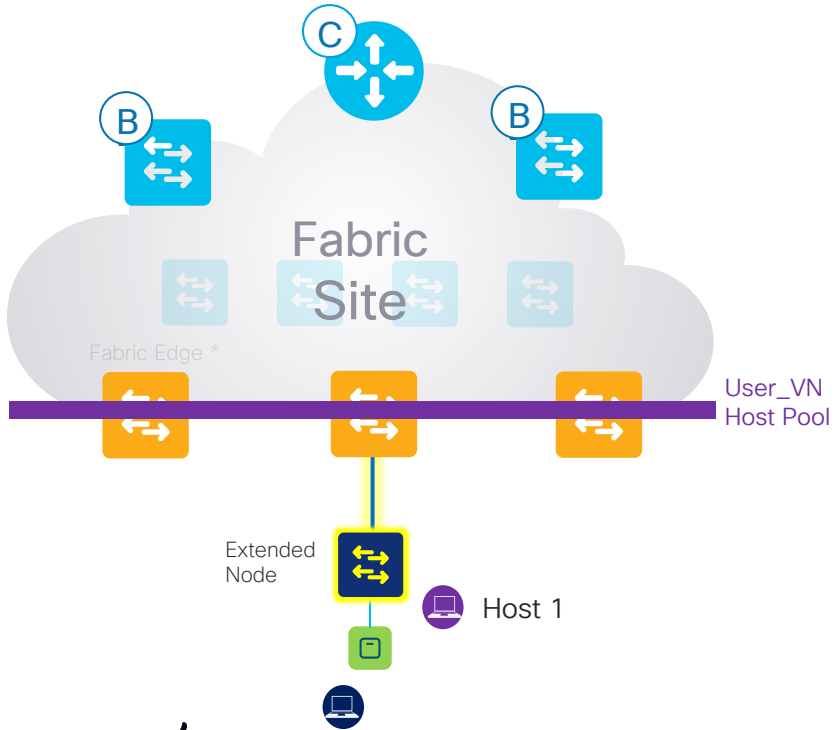 C
B
B
Fabric
Site
Fabric Edge *
User_VN
Host Pool
Extended
Node
Host 1